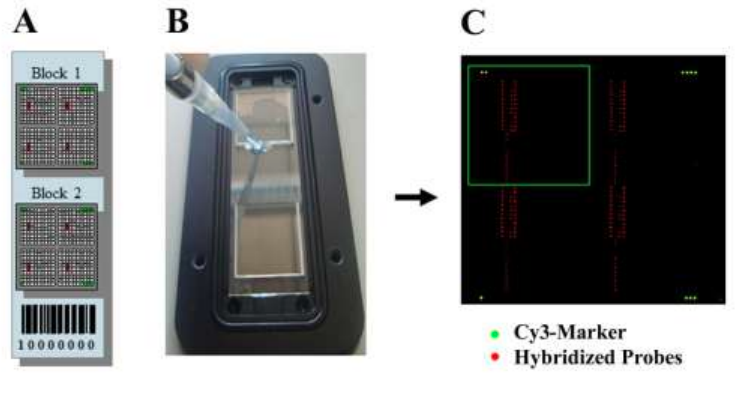 A
B
C
Block 1
Block 2
10000000
Cy3-Marker
Hybridized Probes